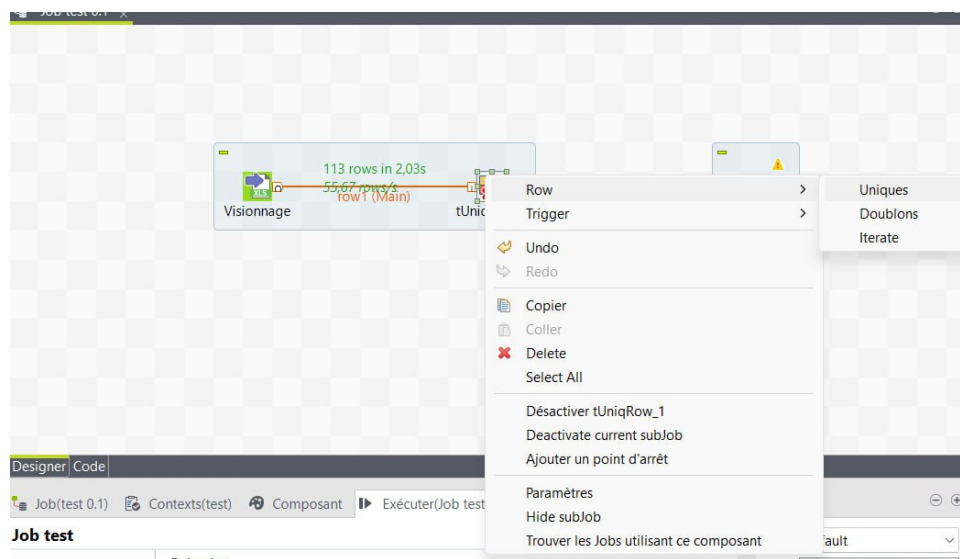 Job test 0.1
113 rows in 2,03s
55,67 rows/s
row1 (Main)
Visionnage
tUniq
Row
Trigger
Undo
Redo
Copier
Coller
Delete
Select All
Désactiver tUniqRow_1
Deactivate current subJob
Ajouter un point d'arrêt
Paramètres
Hide subJob
Trouver les Jobs utilisant ce composant
Uniques
Doublons
Iterate
Designer Code
Job(test 0.1) Contexts(test) Composant Exécuter(Job test
Job test
ault